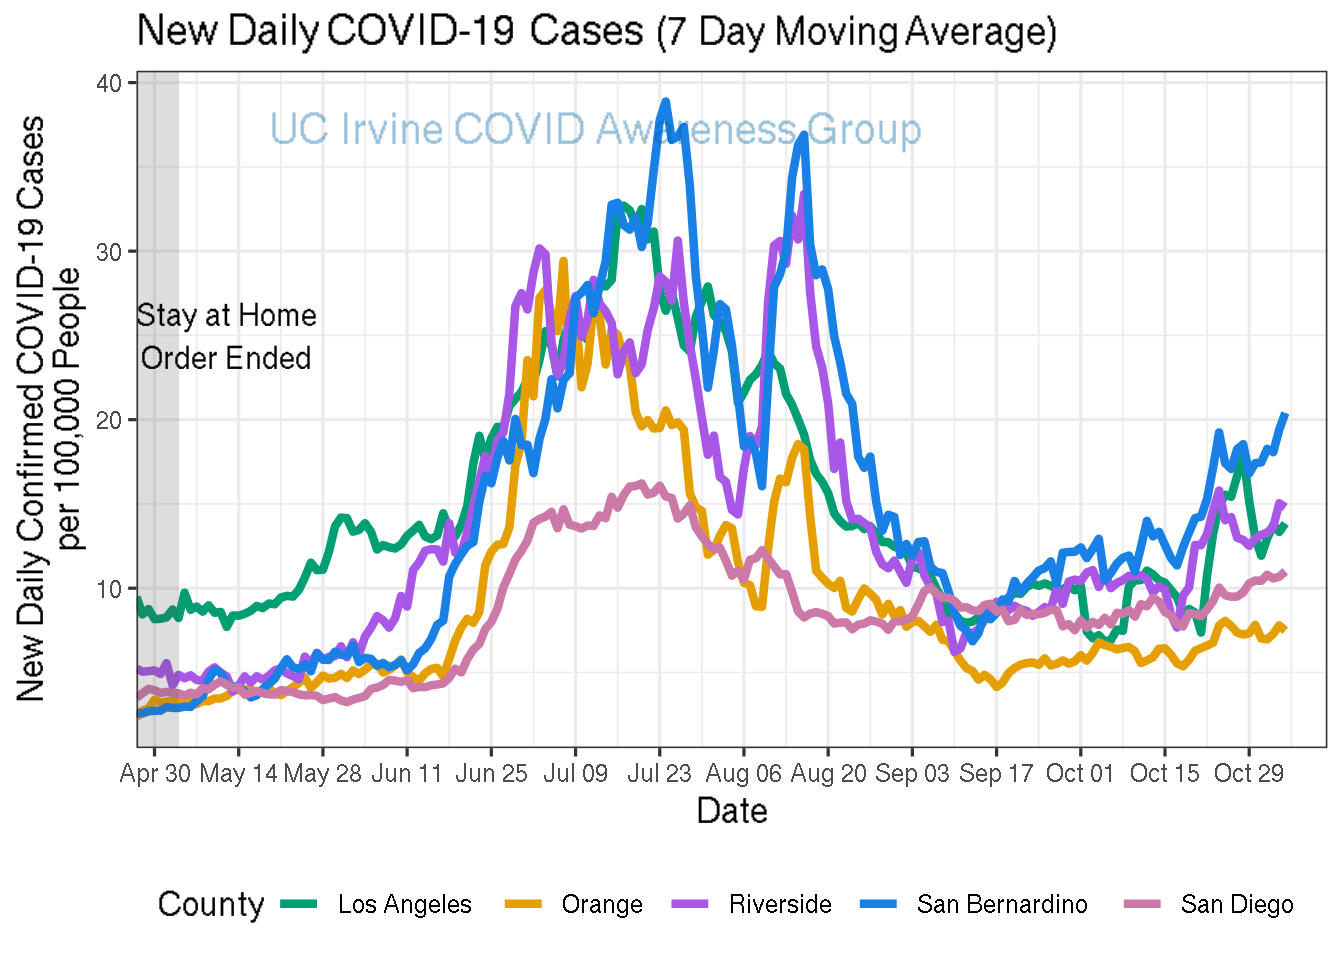 New Daily COVID-19 Cases (7 Day Moving Average)
UC Irvine COVID Awareness Group
New Daily Confirmed COVID-19 Cases
per 100,000 People
40
30
20
10
Stay at Home
Order Ended
Apr 30 May 14 May 28 Jun 11 Jun 25 Jul 09 Jul 23 Aug 06 Aug 20 Sep 03 Sep 17 Oct 01 Oct 15 Oct 29
Date
County Los Angeles Orange Riverside San Bernardino San Diego